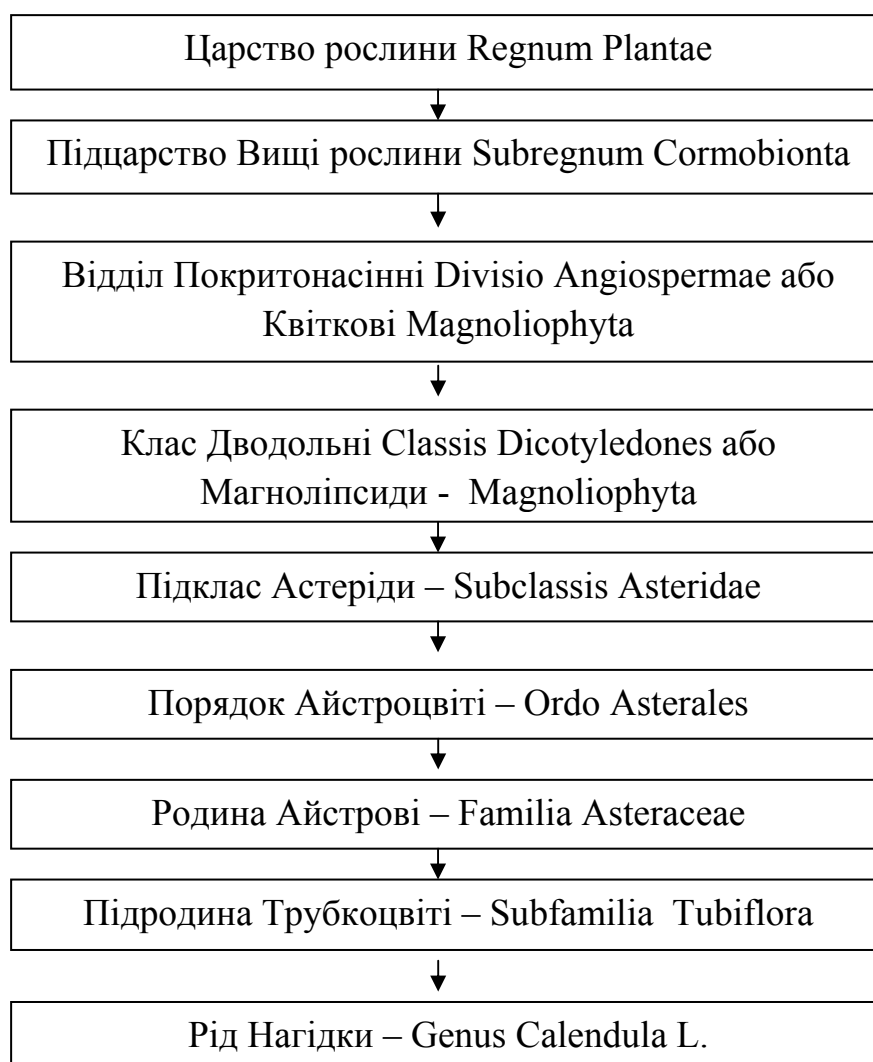 Царство рослини Regnum Plantae
Підцарство Вищі рослини Subregnum Cormobionta
Відділ Покритонасінні Divisio Angiospermae або
Квіткові Magnoliophyta
Клас Дводольні Classis Dicotyledones або
Магноліпсиди - Magnoliophyta
Підклас Астеріди – Subclassis Asteridae
Порядок Айстроцвіті – Ordo Asterales
Родина Айстрові – Familia Asteraceae
Підродина Трубкоцвіті – Subfamilia Tubiflora
Рід Нагідки – Genus Calendula L.